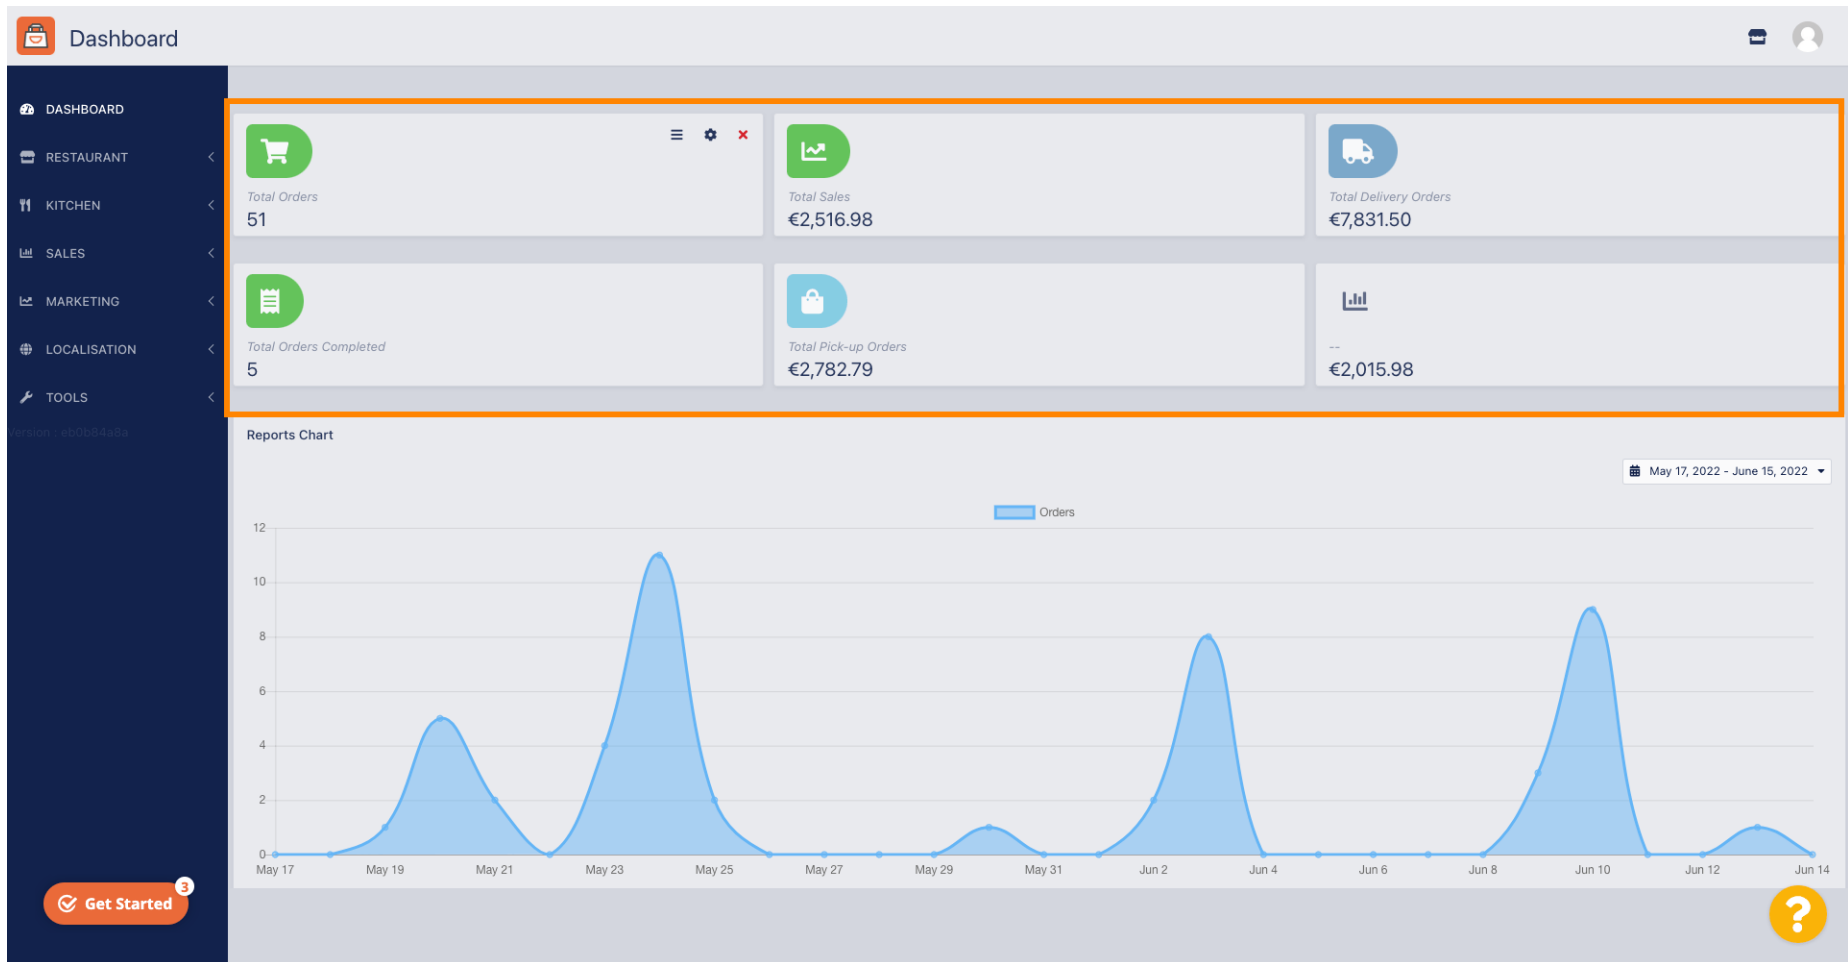 Dashboard
DASHBOARD
RESTAURANT
KITCHEN
SALES
MARKETING
LOCALISATION
TOOLS
Version : eb0b84a8a
Total Orders
51
Total Sales
€2,516.98
Total Delivery Orders
€7,831.50
Total Orders Completed
5
Total Pick-up Orders
€2,782.79
--
€2,015.98
Reports Chart
May 17, 2022 - June 15, 2022
Orders
12
10
8
6
4
2
0
May 17 May 19 May 21 May 23 May 25 May 27 May 29 May 31 Jun 2 Jun 4 Jun 6 Jun 8 Jun 10 Jun 12 Jun 14
3
Get Started
?